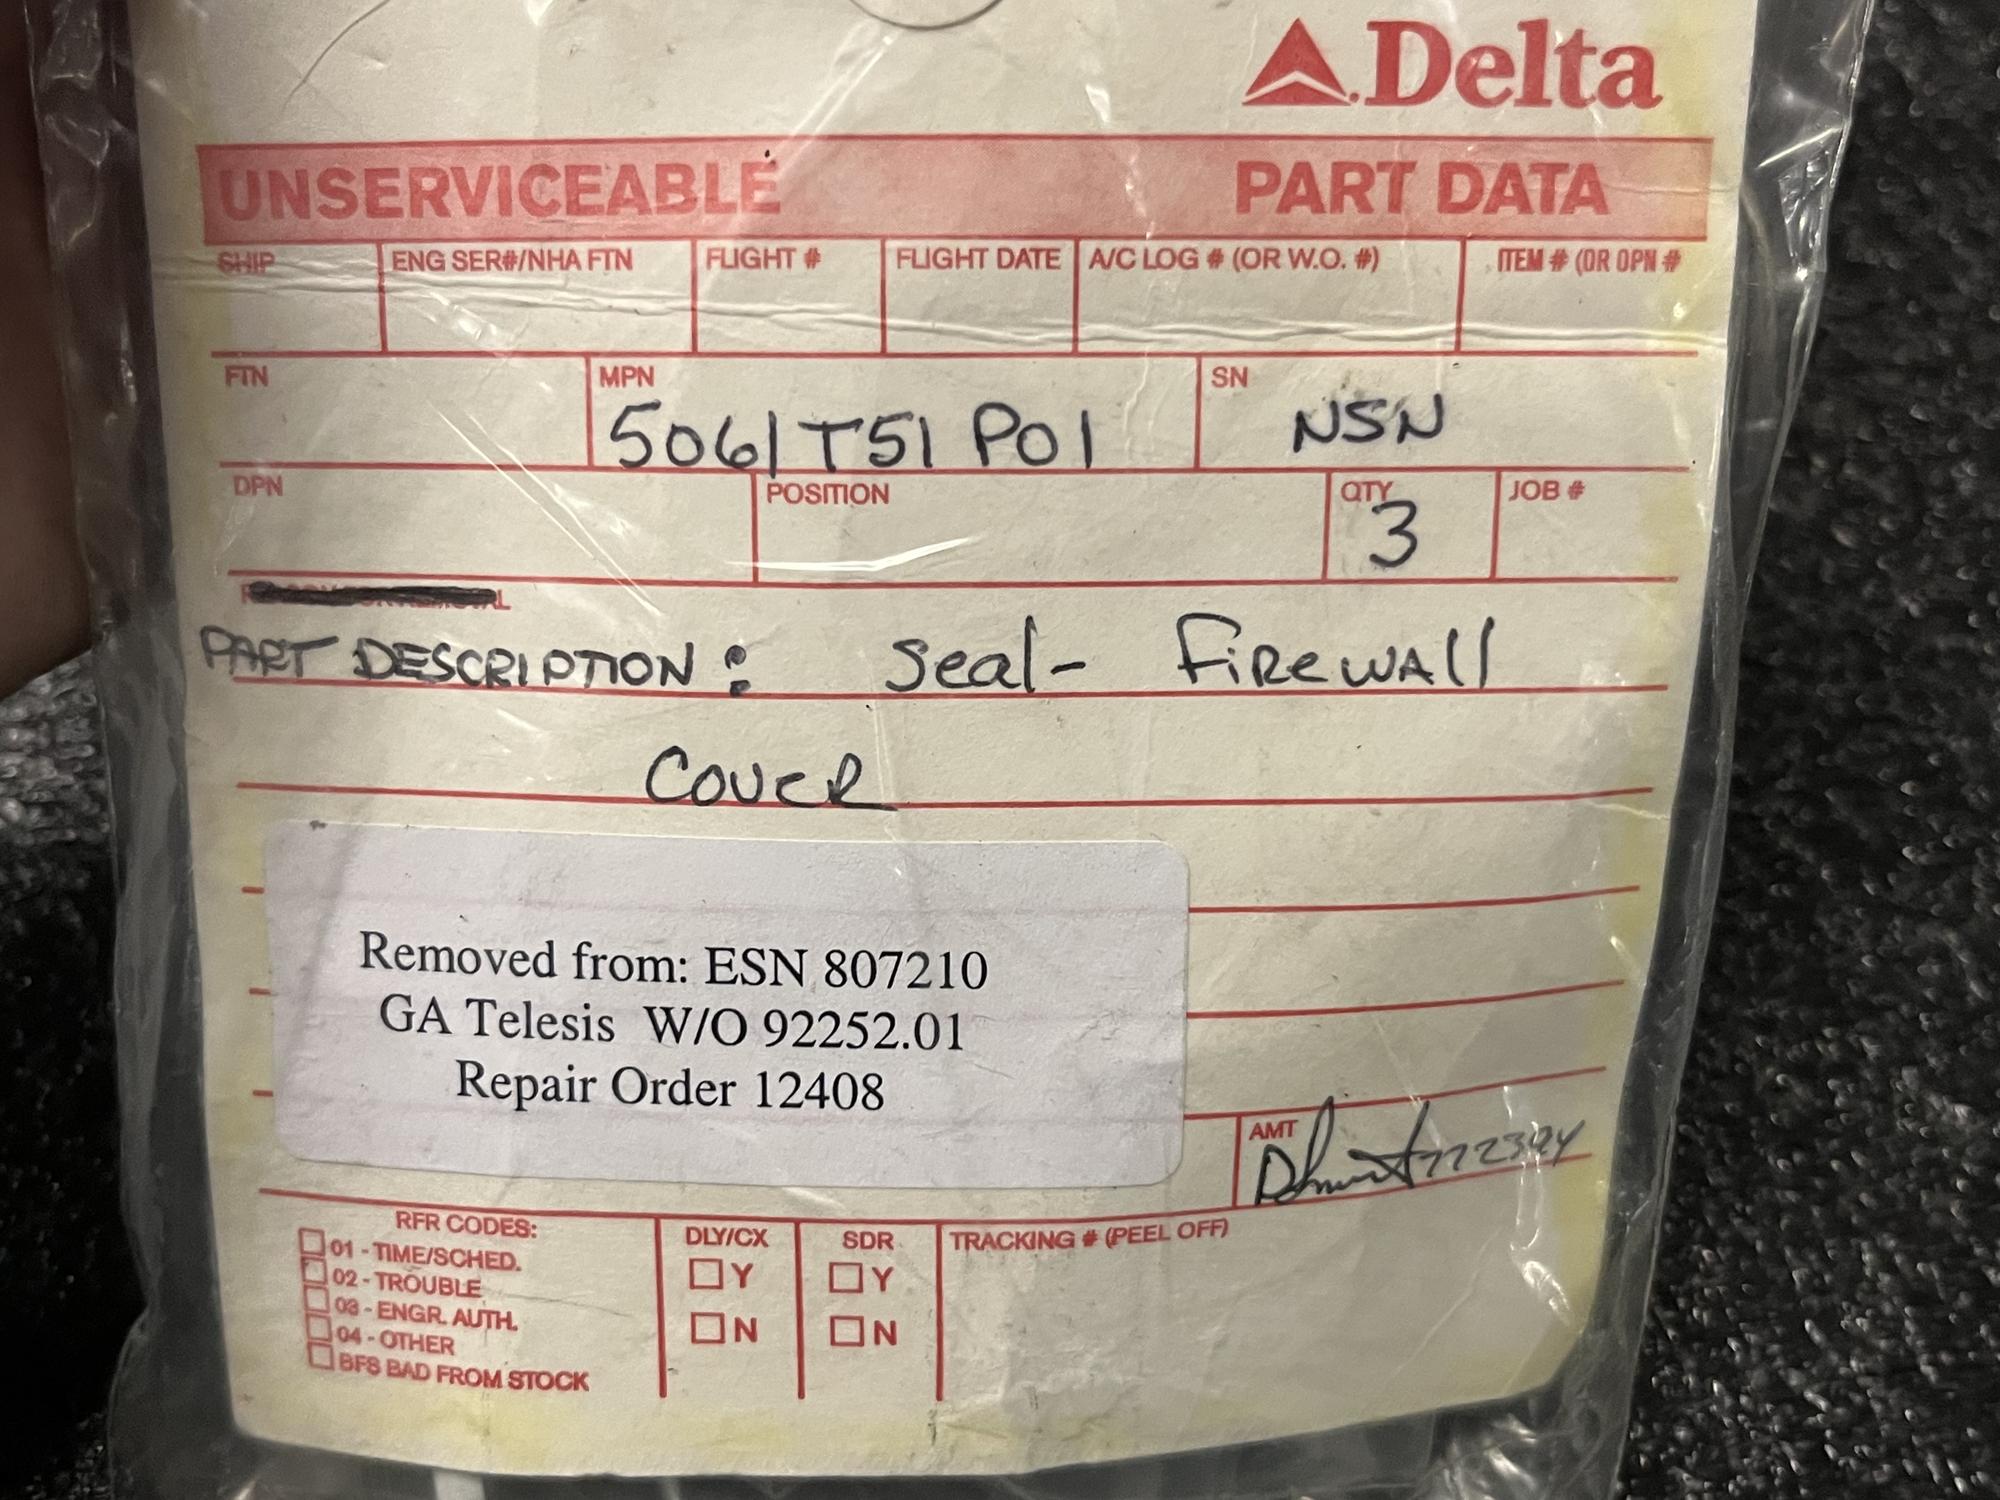 Delta
UNSERVICEABLE PART DATA
SHIP ENG SER#/NHA FTN FLIGHT # FLIGHT DATE A/C LOG # (OR W.O. #) ITEM # (OR OPN #
FTN MPN SN
5061T51P01 NSN
DPN POSITION QTY JOB #
3
PART DESCRIPTION: Seal- FIREWAll
COVER
Removed from: ESN 807210
GA Telesis W/O 92252.01
Repair Order 12408
AMT
RFR CODES: DLY/CX SDR TRACKING # (PEEL OFF)
01 - TIME/SCHED. Y Y
02 - TROUBLE
03 - ENGR. AUTH. N N
04 - OTHER
BFS BAD FROM STOCK